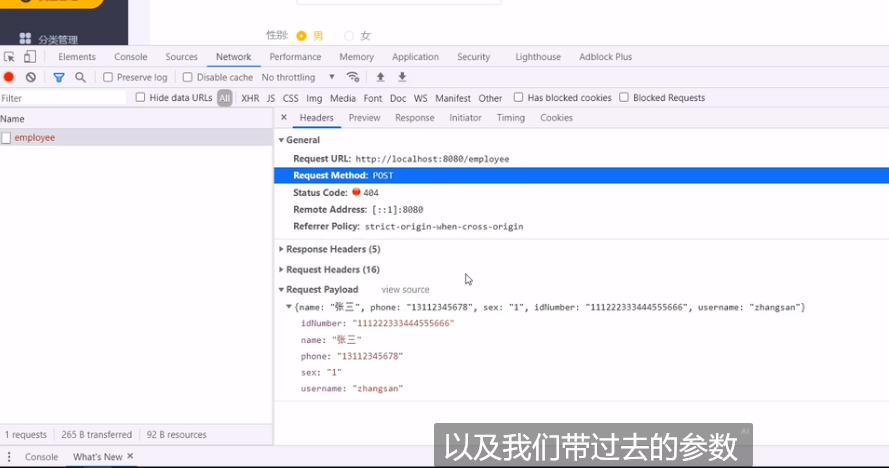 分类管理
性别: 男 女
Elements Console Sources Network Performance Memory Application Security Lighthouse Adblock Plus
Preserve log Disable cache No throttling
Filter Hide data URLs All XHR JS CSS Img Media Font Doc WS Manifest Other Has blocked cookies Blocked Requests
Name
employee
× Headers Preview Response Initiator Timing Cookies
General
Request URL: http://localhost:8080/employee
Request Method: POST
Status Code: 404
Remote Address: [::1]:8080
Referrer Policy: strict-origin-when-cross-origin
Response Headers (5)
Request Headers (16)
Request Payload view source
{name: "张三", phone: "13112345678", sex: "1", idNumber: "111222333444555666", username: "zhangsan"}
idNumber: "111222333444555666"
name: "张三"
phone: "13112345678"
sex: "1"
username: "zhangsan"
1 requests 265 B transferred 92 B resources
Console What's New ×
AI
以及我们带过去的参数